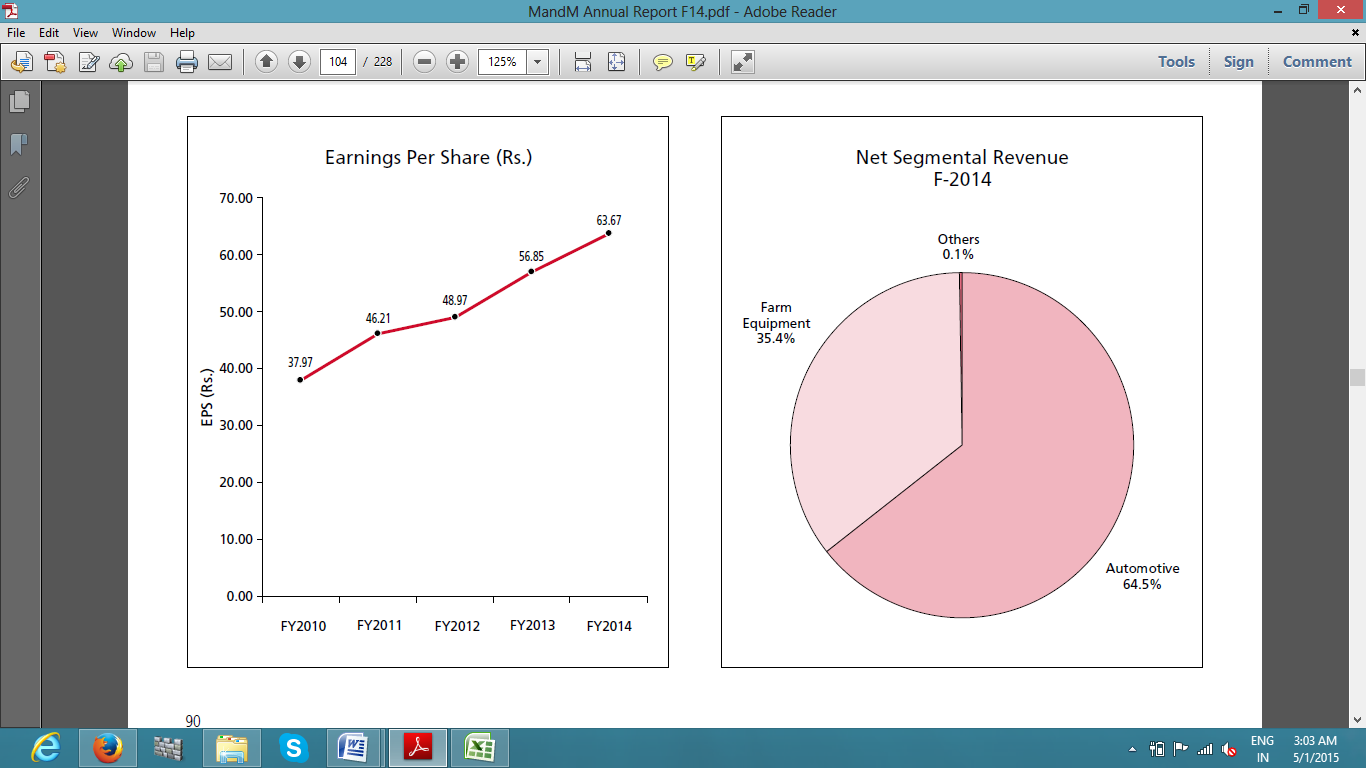 MandM Annual Report F14.pdf - Adobe Reader
File Edit View Window Help
104 / 228 125% Tools Sign Comment
Earnings Per Share (Rs.)
70.00
60.00
50.00
40.00
30.00
20.00
10.00
0.00
EPS (Rs.)
37.97
46.21
48.97
56.85
63.67
FY2010 FY2011 FY2012 FY2013 FY2014
Net Segmental Revenue
F-2014
Others
0.1%
Farm
Equipment
35.4%
Automotive
64.5%
90
ENG
IN
3:03 AM
5/1/2015